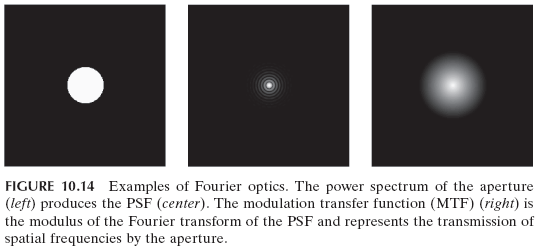 FIGURE 10.14 Examples of Fourier optics. The power spectrum of the aperture
(left) produces the PSF (center). The modulation transfer function (MTF) (right) is
the modulus of the Fourier transform of the PSF and represents the transmission of
spatial frequencies by the aperture.